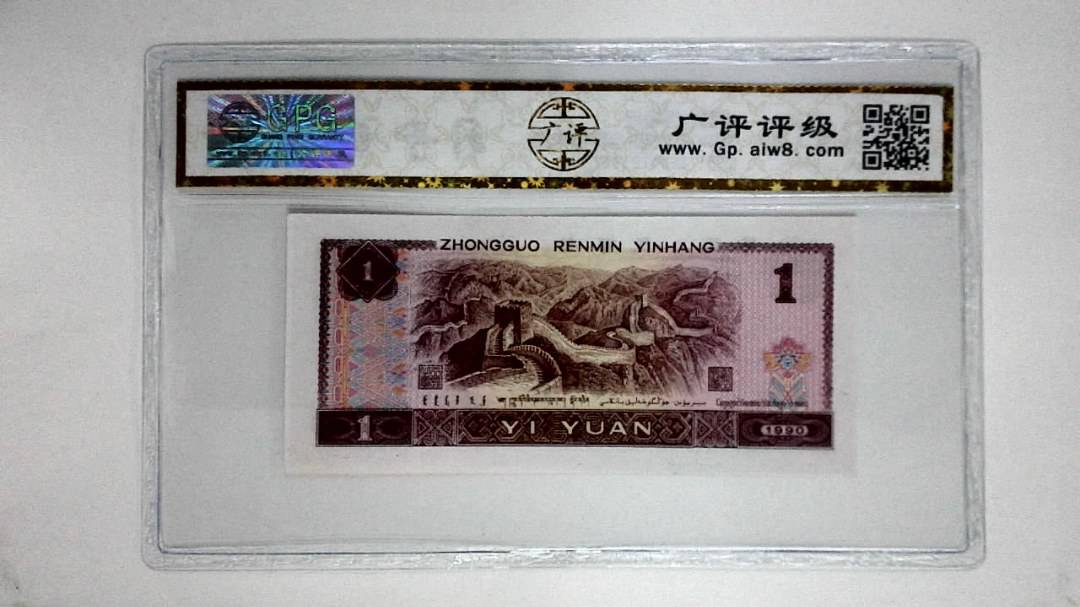 GPG
广评
广评评级
www. Gp. aiw8. com
ZHONGGUO RENMIN YINHANG
1
1
1
YI YUAN
1990